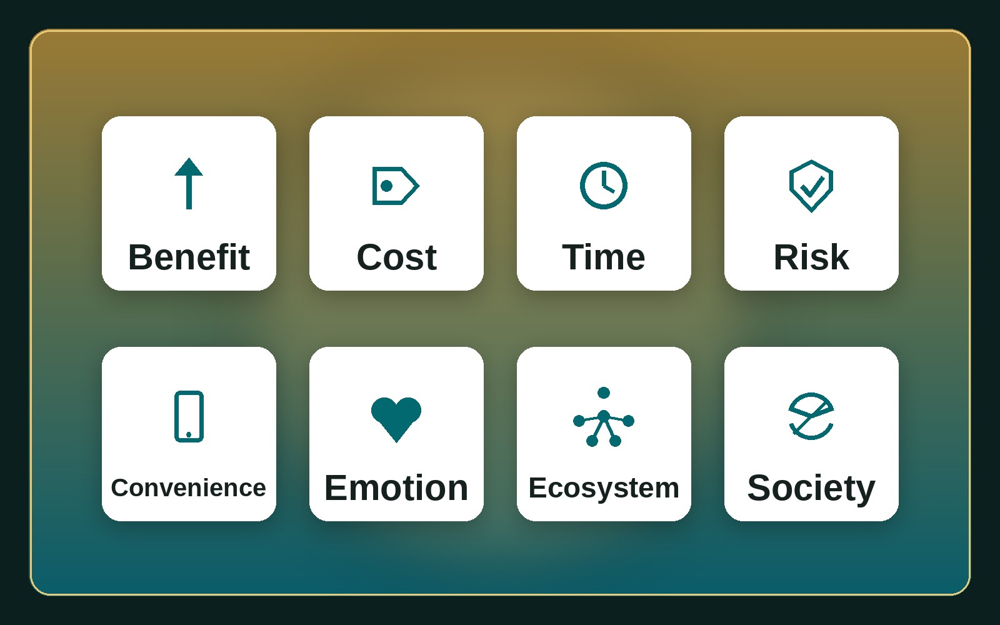 Benefit
Cost
Time
Risk
Convenience
Emotion
Ecosystem
Society